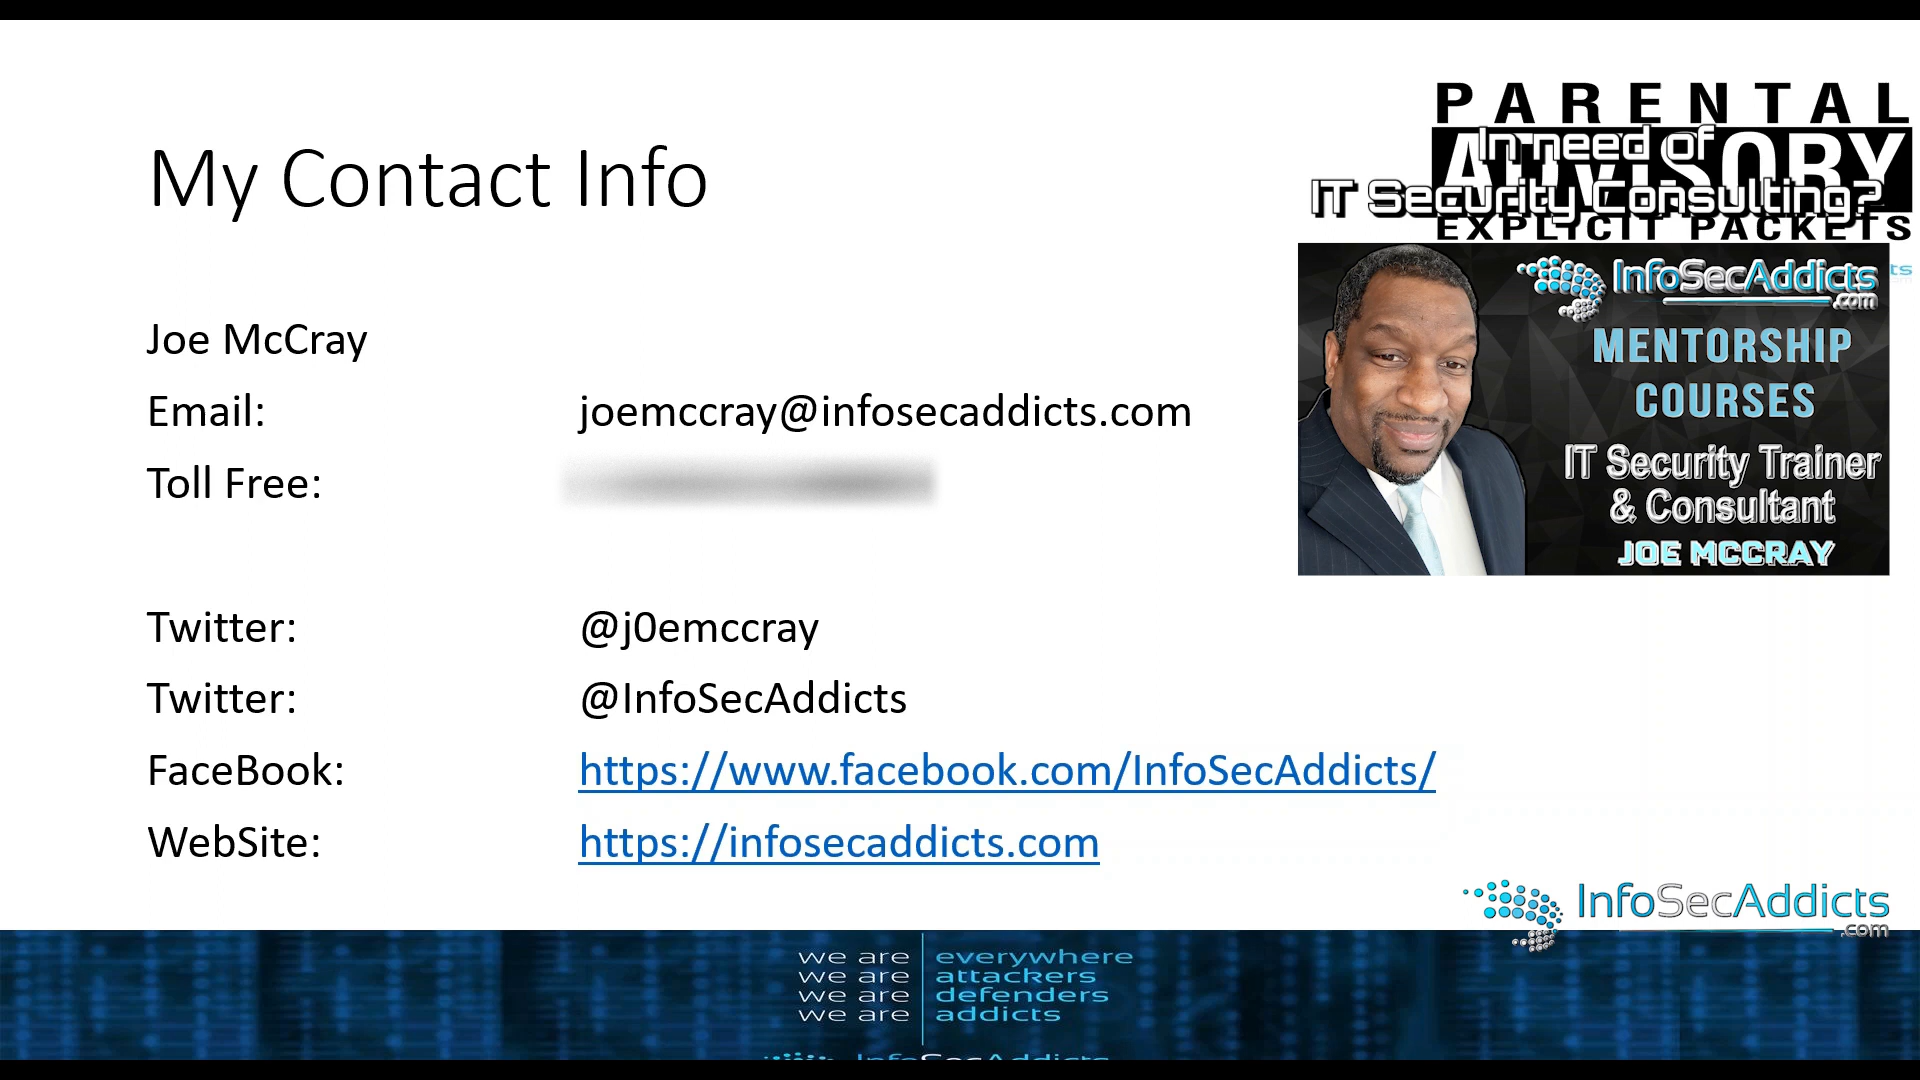 PARENTAL
ADVISORY
EXPLICIT PACKETS
In need of
IT Security Consulting?
My Contact Info
InfoSecAddicts
.com
MENTORSHIP
COURSES
IT Security Trainer
& Consultant
JOE MCCRAY
ts
Joe McCray
Email: joemccray@infosecaddicts.com
Toll Free:
Twitter: @j0emccray
Twitter: @InfoSecAddicts
FaceBook: https://www.facebook.com/InfoSecAddicts/
WebSite: https://infosecaddicts.com
InfoSecAddicts
.com
we are everywhere
we are attackers
we are defenders
we are addicts
InfoSecAddicts